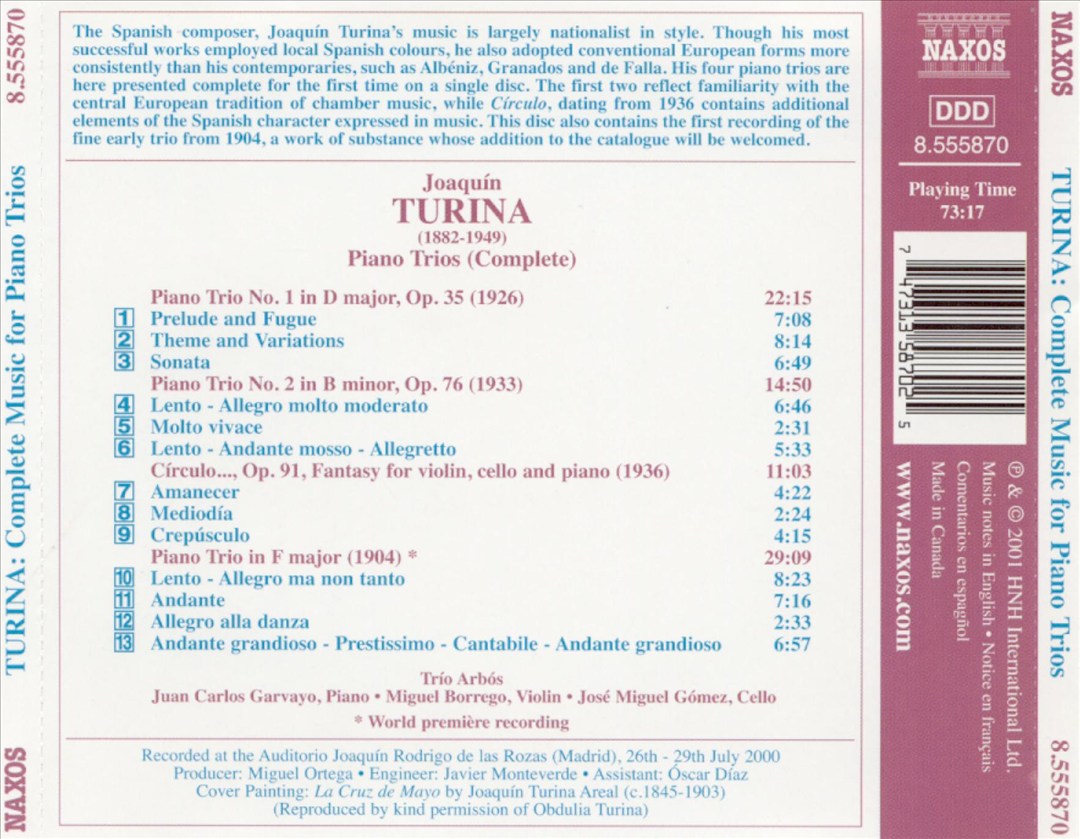 8.555870
TURINA: Complete Music for Piano Trios
NAXOS
The Spanish composer, Joaquín Turina's music is largely nationalist in style. Though his most
successful works employed local Spanish colours, he also adopted conventional European forms more
consistently than his contemporaries, such as Albéniz, Granados and de Falla. His four piano trios are
here presented complete for the first time on a single disc. The first two reflect familiarity with the
central European tradition of chamber music, while Círculo, dating from 1936 contains additional
elements of the Spanish character expressed in music. This disc also contains the first recording of the
fine early trio from 1904, a work of substance whose addition to the catalogue will be welcomed.
Joaquín
TURINA
(1882-1949)
Piano Trios (Complete)
Piano Trio No. 1 in D major, Op. 35 (1926) 22:15
1 Prelude and Fugue 7:08
2 Theme and Variations 8:14
3 Sonata 6:49
Piano Trio No. 2 in B minor, Op. 76 (1933) 14:50
4 Lento - Allegro molto moderato 6:46
5 Molto vivace 2:31
6 Lento - Andante mosso - Allegretto 5:33
Círculo..., Op. 91, Fantasy for violin, cello and piano (1936) 11:03
7 Amanecer 4:22
8 Mediodía 2:24
9 Crepúsculo 4:15
Piano Trio in F major (1904) * 29:09
10 Lento - Allegro ma non tanto 8:23
11 Andante 7:16
12 Allegro alla danza 2:33
13 Andante grandioso - Prestissimo - Cantabile - Andante grandioso 6:57
Trío Arbós
Juan Carlos Garvayo, Piano • Miguel Borrego, Violin • José Miguel Gómez, Cello
* World première recording
Recorded at the Auditorio Joaquín Rodrigo de las Rozas (Madrid), 26th - 29th July 2000
Producer: Miguel Ortega • Engineer: Javier Monteverde • Assistant: Óscar Díaz
Cover Painting: La Cruz de Mayo by Joaquín Turina Areal (c.1845-1903)
(Reproduced by kind permission of Obdulia Turina)
NAXOS
DDD
8.555870
Playing Time
73:17
7 47313 58702 5
℗ & © 2001 HNH International Ltd.
Music notes in English • Notice en français
Comentarios en español
Made in Canada
www.naxos.com
NAXOS
TURINA: Complete Music for Piano Trios
8.555870